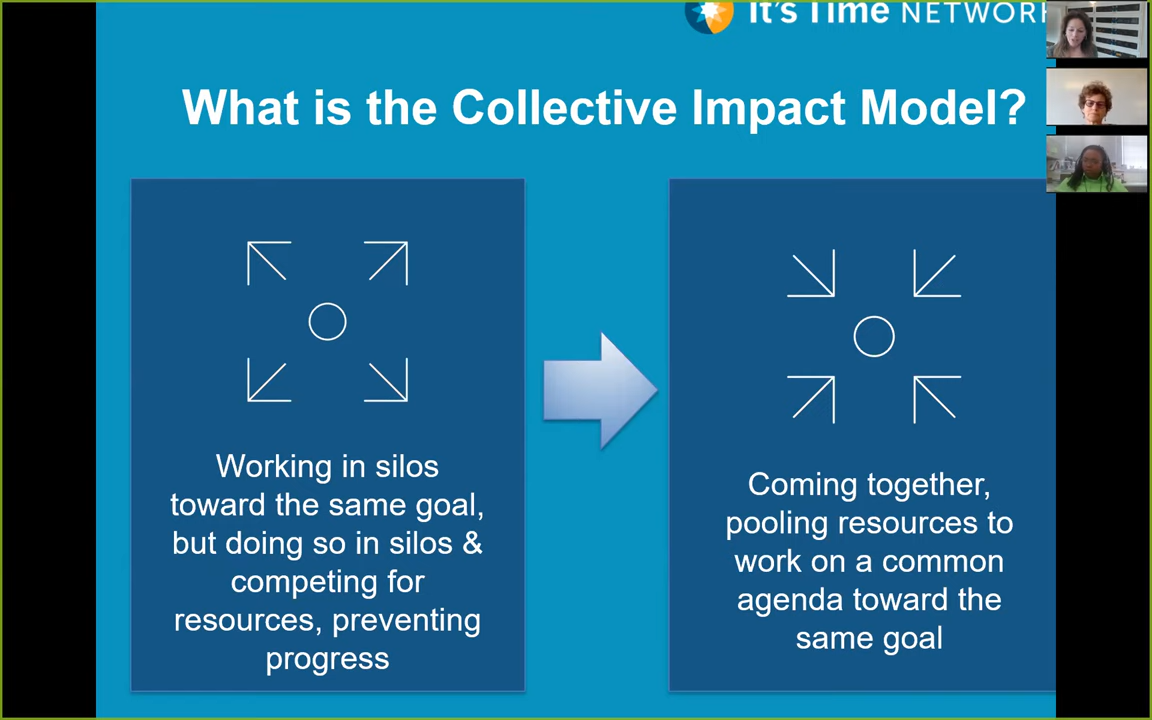 It's Time NETWORK
What is the Collective Impact Model?
Working in silos
toward the same goal,
but doing so in silos &
competing for
resources, preventing
progress
Coming together,
pooling resources to
work on a common
agenda toward the
same goal